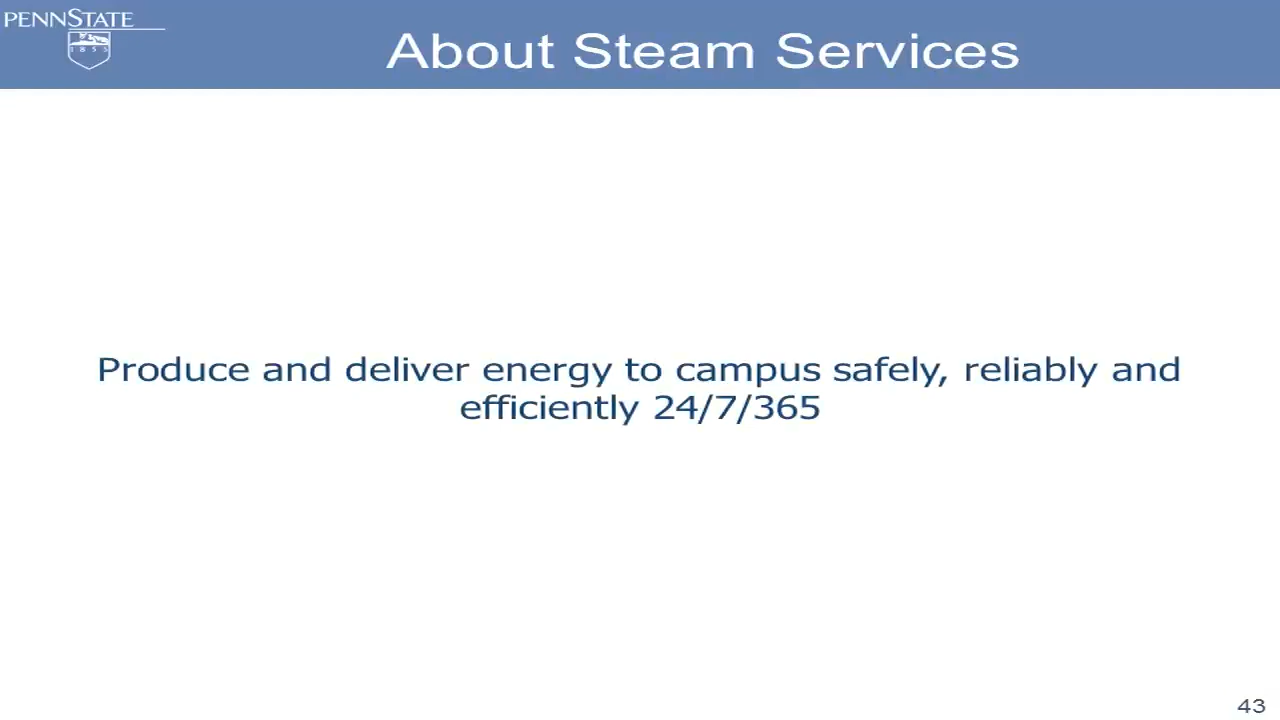 PENNSTATE
1855
About Steam Services
Produce and deliver energy to campus safely, reliably and
efficiently 24/7/365
43